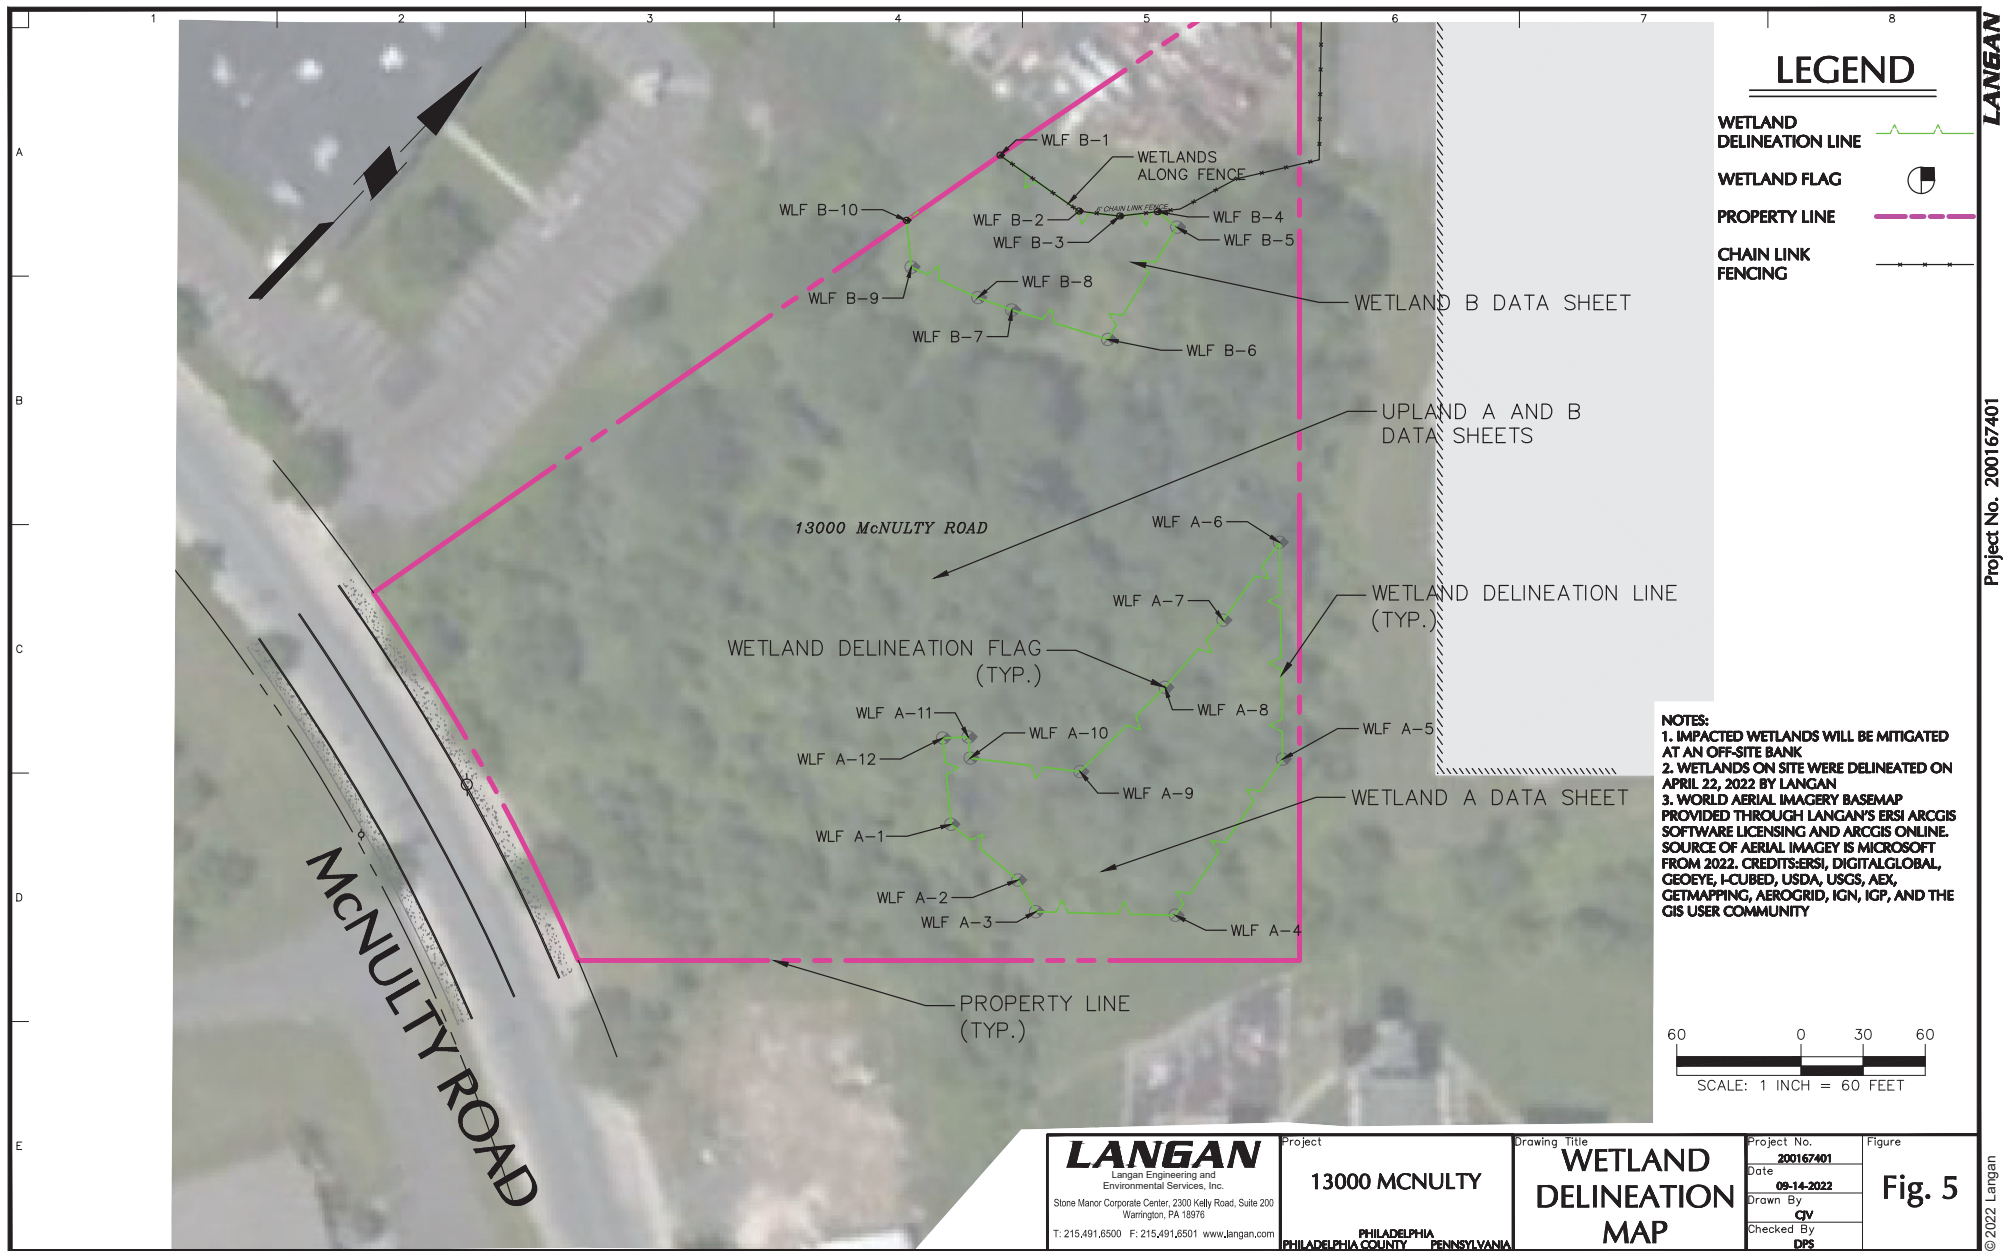 1 2 3 4 5 6 7 8
A
B
C
D
E
LEGEND
WETLAND
DELINEATION LINE
WETLAND FLAG
PROPERTY LINE
CHAIN LINK
FENCING
WLF B-1
WETLANDS
ALONG FENCE
WLF B-10
WLF B-2
CHAIN LINK FENCE
WLF B-4
WLF B-3
WLF B-5
WLF B-9
WLF B-8
WLF B-7
WLF B-6
WETLAND B DATA SHEET
UPLAND A AND B
DATA SHEETS
13000 McNULTY ROAD
WLF A-6
WLF A-7
WETLAND DELINEATION LINE
(TYP.)
WETLAND DELINEATION FLAG
(TYP.)
WLF A-8
WLF A-11
WLF A-10
WLF A-5
WLF A-12
WLF A-9
WETLAND A DATA SHEET
WLF A-1
WLF A-2
WLF A-3
WLF A-4
PROPERTY LINE
(TYP.)
McNULTY ROAD
NOTES:
1. IMPACTED WETLANDS WILL BE MITIGATED
AT AN OFF-SITE BANK
2. WETLANDS ON SITE WERE DELINEATED ON
APRIL 22, 2022 BY LANGAN
3. WORLD AERIAL IMAGERY BASEMAP
PROVIDED THROUGH LANGAN'S ERSI ARCGIS
SOFTWARE LICENSING AND ARCGIS ONLINE.
SOURCE OF AERIAL IMAGEY IS MICROSOFT
FROM 2022. CREDITS:ERSI, DIGITALGLOBAL,
GEOEYE, I-CUBED, USDA, USGS, AEX,
GETMAPPING, AEROGRID, IGN, IGP, AND THE
GIS USER COMMUNITY
60 0 30 60
SCALE: 1 INCH = 60 FEET
LANGAN
Langan Engineering and
Environmental Services, Inc.
Stone Manor Corporate Center, 2300 Kelly Road, Suite 200
Warrington, PA 18976
T: 215.491.6500 F: 215.491.6501 www.langan.com
Project
13000 MCNULTY
PHILADELPHIA
PHILADELPHIA COUNTY PENNSYLVANIA
Drawing Title
WETLAND
DELINEATION
MAP
Project No.
200167401
Date
09-14-2022
Drawn By
CJV
Checked By
DPS
Figure
Fig. 5
LANGAN
Project No. 200167401
© 2022 Langan